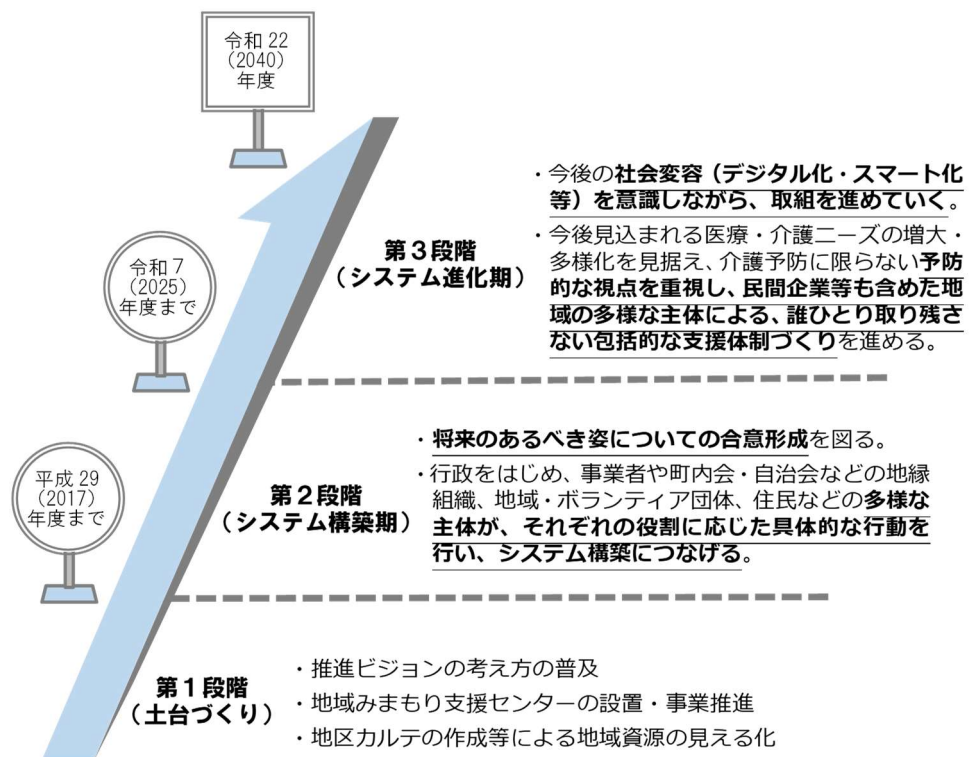 令和22
（2040）
年度
・今後の社会変容（デジタル化・スマート化
等）を意識しながら、取組を進めていく。
・今後見込まれる医療・介護ニーズの増大・
多様化を見据え、介護予防に限らない予防
的な視点を重視し、民間企業等も含めた地
域の多様な主体による、誰ひとり取り残さ
ない包括的な支援体制づくりを進める。
第３段階
（システム進化期）
令和７
（2025）
年度まで
・将来のあるべき姿についての合意形成を図る。
・行政をはじめ、事業者や町内会・自治会などの地縁
組織、地域・ボランティア団体、住民などの多様な
主体が、それぞれの役割に応じた具体的な行動を
行い、システム構築につなげる。
第２段階
（システム構築期）
平成29
（2017）
年度まで
第１段階
（土台づくり）
・推進ビジョンの考え方の普及
・地域みまもり支援センターの設置・事業推進
・地区カルテの作成等による地域資源の見える化